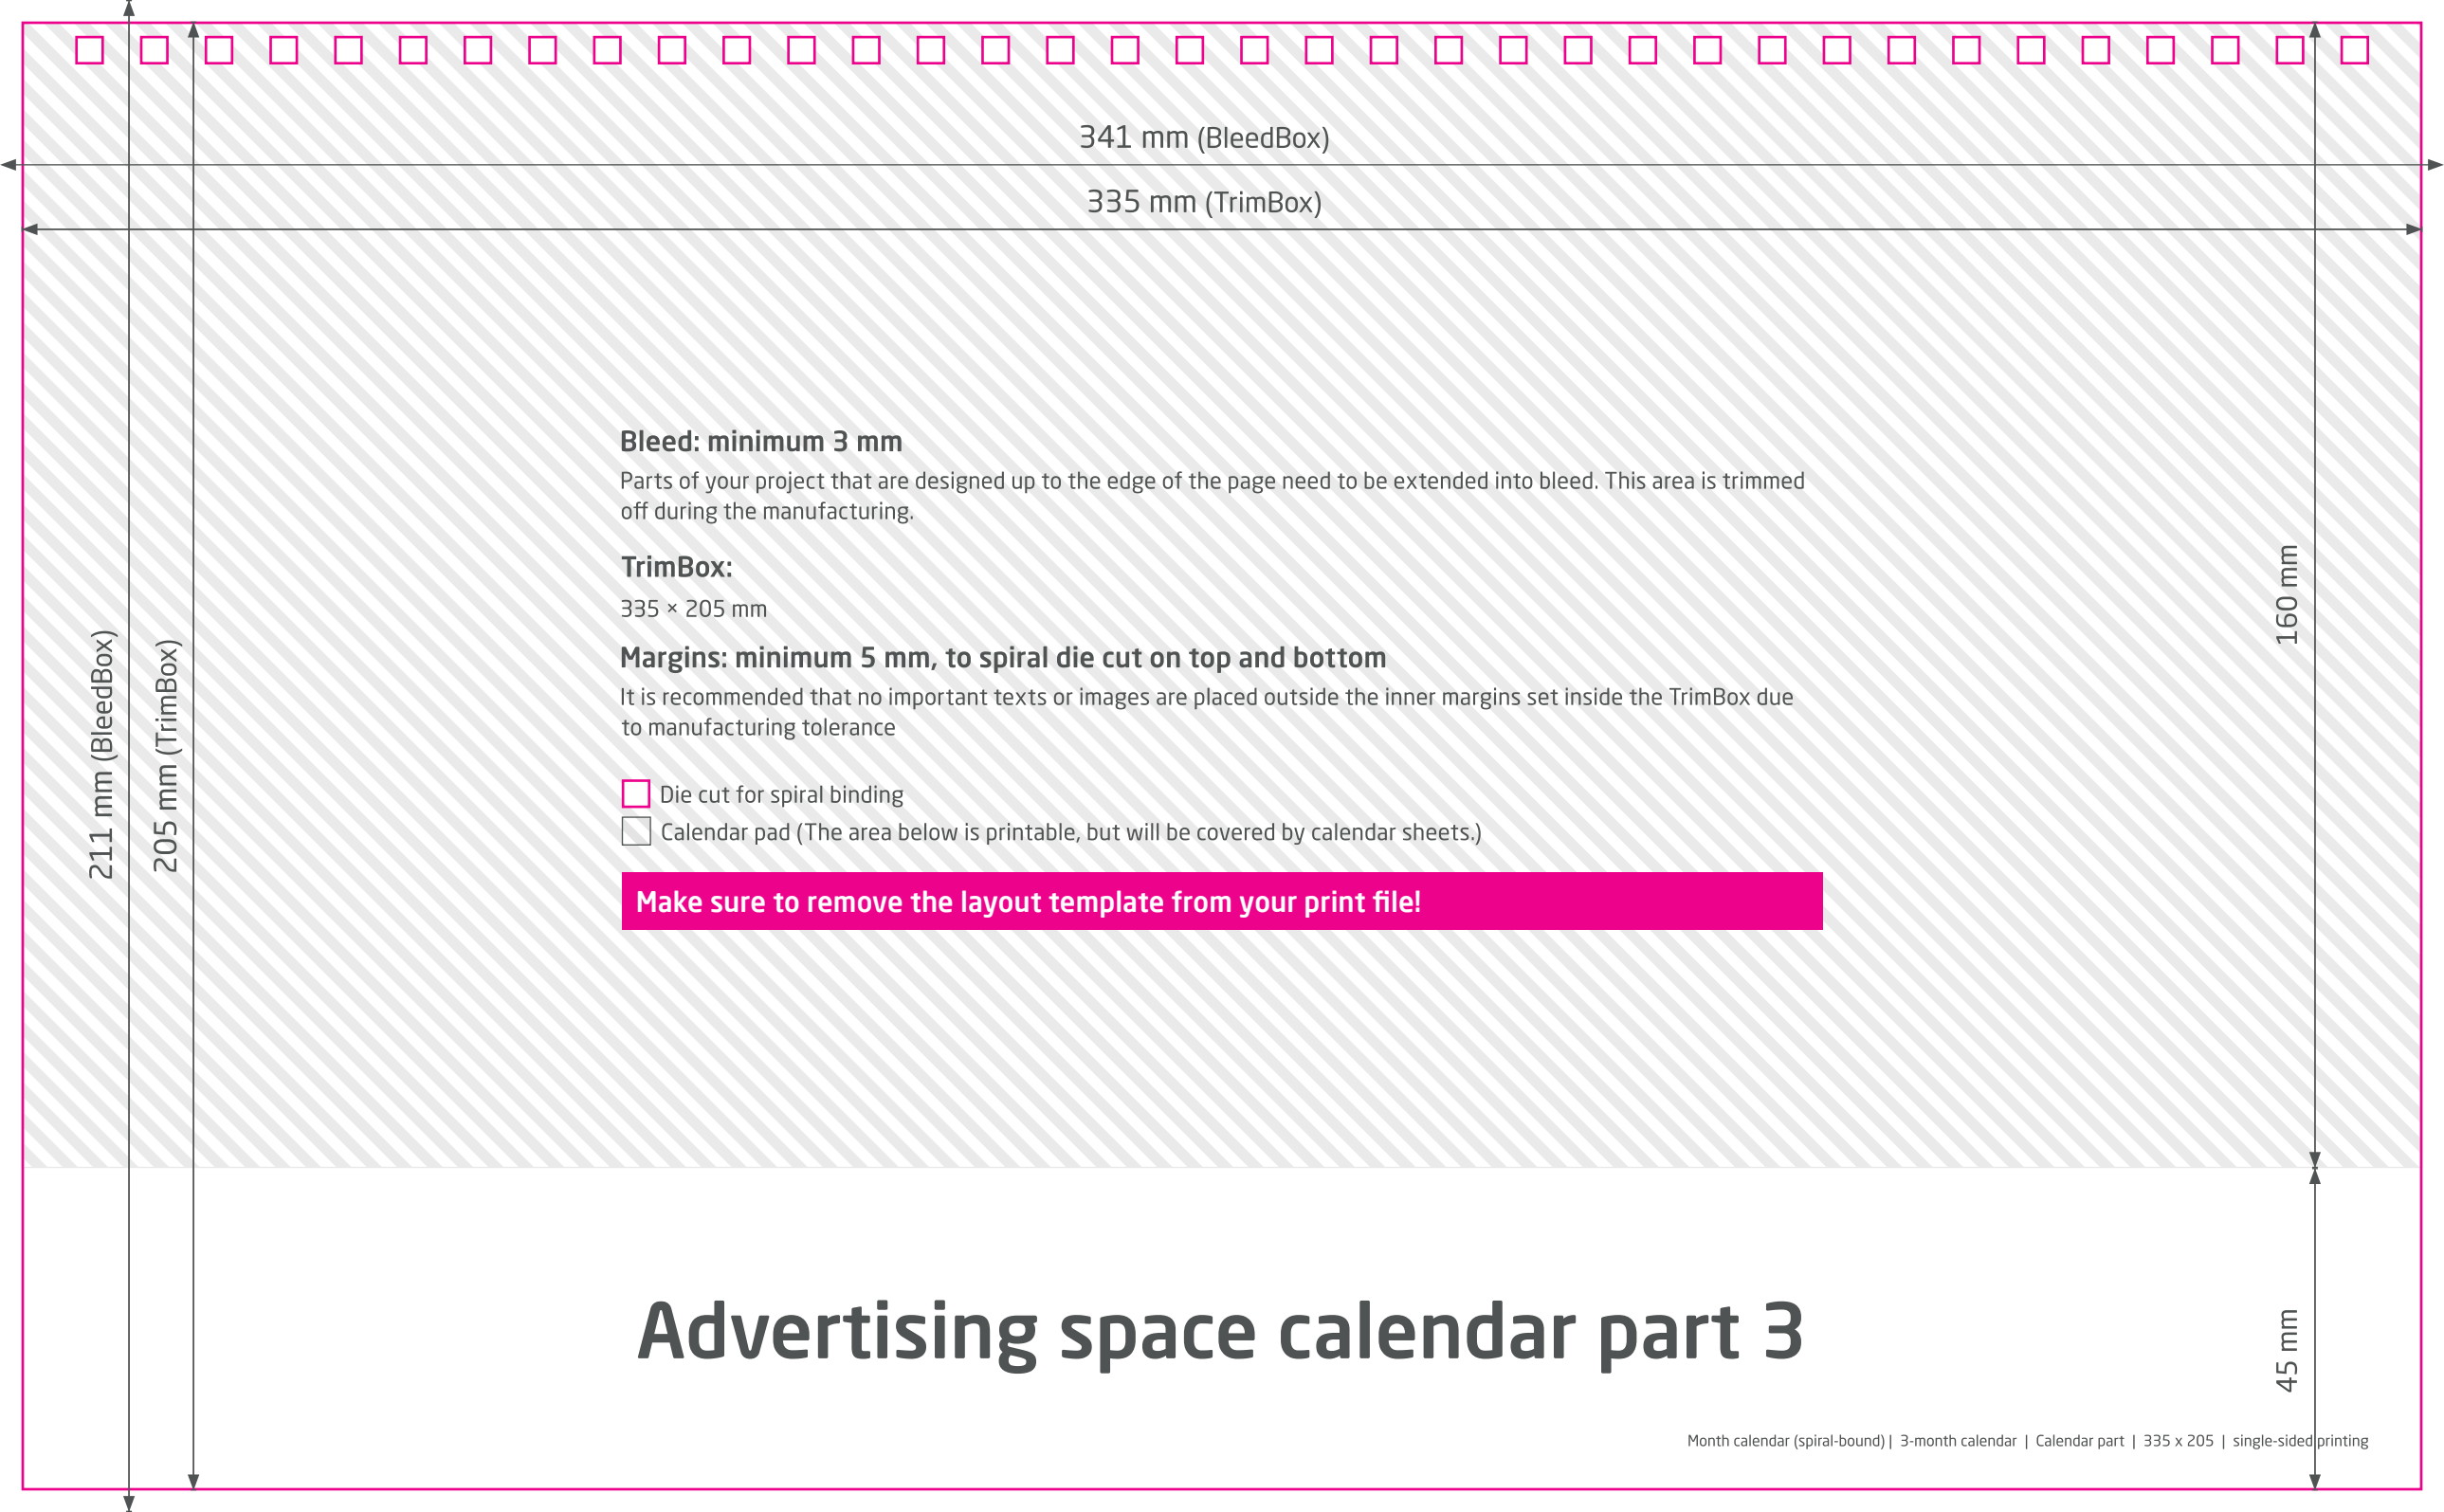 341 mm (BleedBox)
335 mm (TrimBox)
Bleed: minimum 3 mm
Parts of your project that are designed up to the edge of the page need to be extended into bleed. This area is trimmed
off during the manufacturing.
TrimBox:
335 × 205 mm
Margins: minimum 5 mm, to spiral die cut on top and bottom
It is recommended that no important texts or images are placed outside the inner margins set inside the TrimBox due
to manufacturing tolerance
Die cut for spiral binding
Calendar pad (The area below is printable, but will be covered by calendar sheets.)
Make sure to remove the layout template from your print file!
211 mm (BleedBox)
205 mm (TrimBox)
160 mm
Advertising space calendar part 3
45 mm
Month calendar (spiral-bound) | 3-month calendar | Calendar part | 335 x 205 | single-sided printing